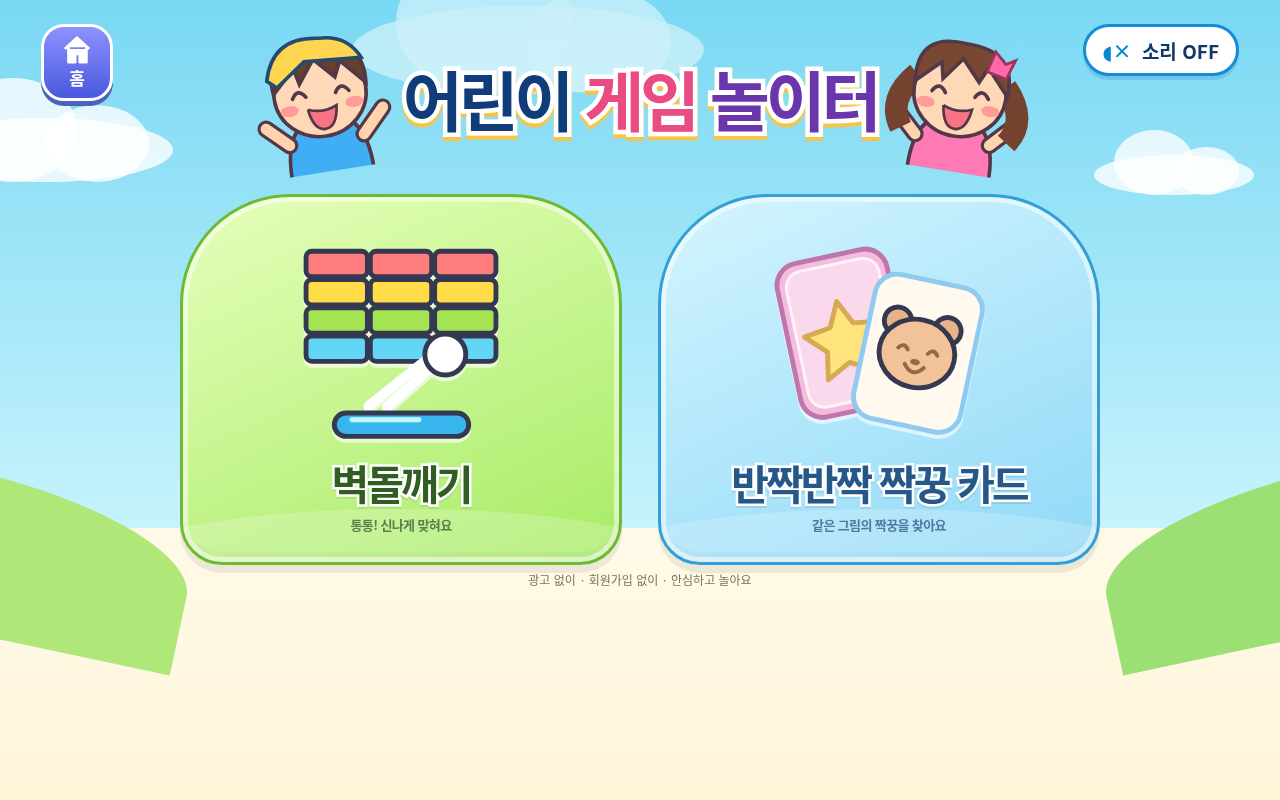 홈
어린이 게임 놀이터
소리 OFF
벽돌깨기
통통! 신나게 맞혀요
반짝반짝 짝꿍 카드
같은 그림의 짝꿍을 찾아요
광고 없이 · 회원가입 없이 · 안심하고 놀아요